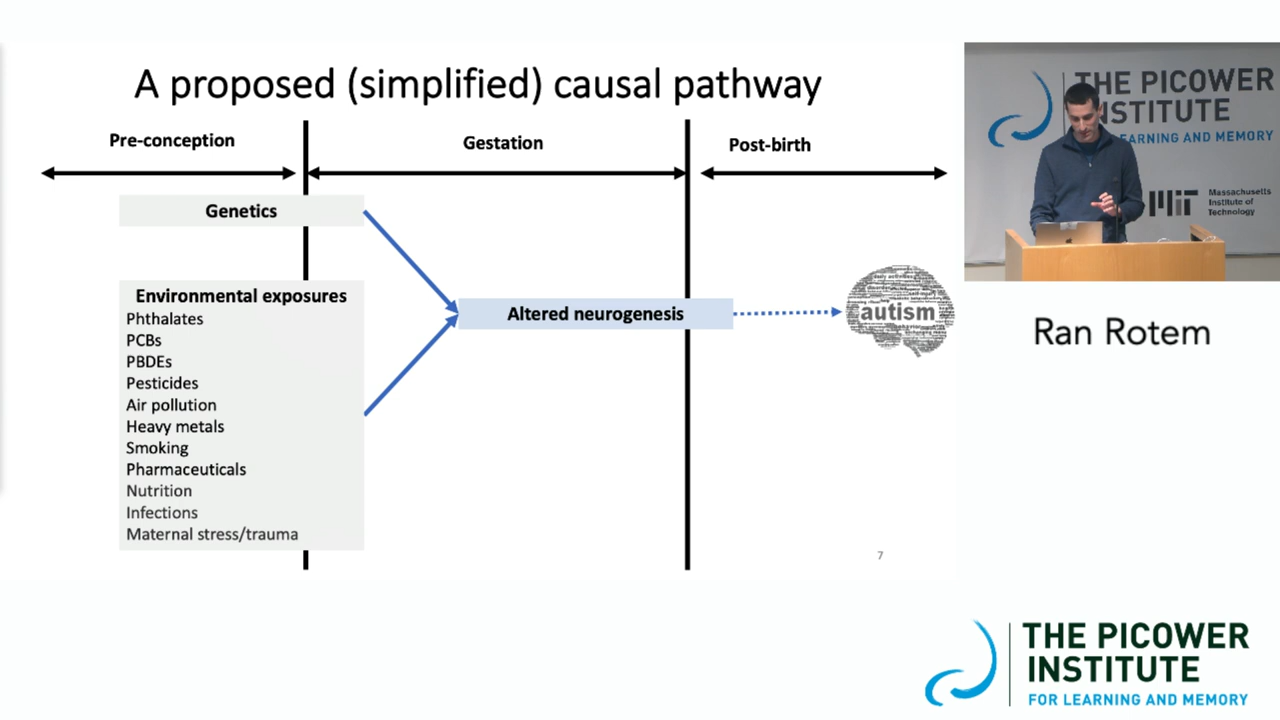 A proposed (simplified) causal pathway
Pre-conception
Gestation
Post-birth
Genetics
Environmental exposures
Phthalates
PCBs
PBDEs
Pesticides
Air pollution
Heavy metals
Smoking
Pharmaceuticals
Nutrition
Infections
Maternal stress/trauma
Altered neurogenesis
autism
7
THE PICOWER
INSTITUTE
LEARNING AND MEMORY
MIT
Massachusetts
Institute of
Technology
Ran Rotem
THE PICOWER
INSTITUTE
FOR LEARNING AND MEMORY